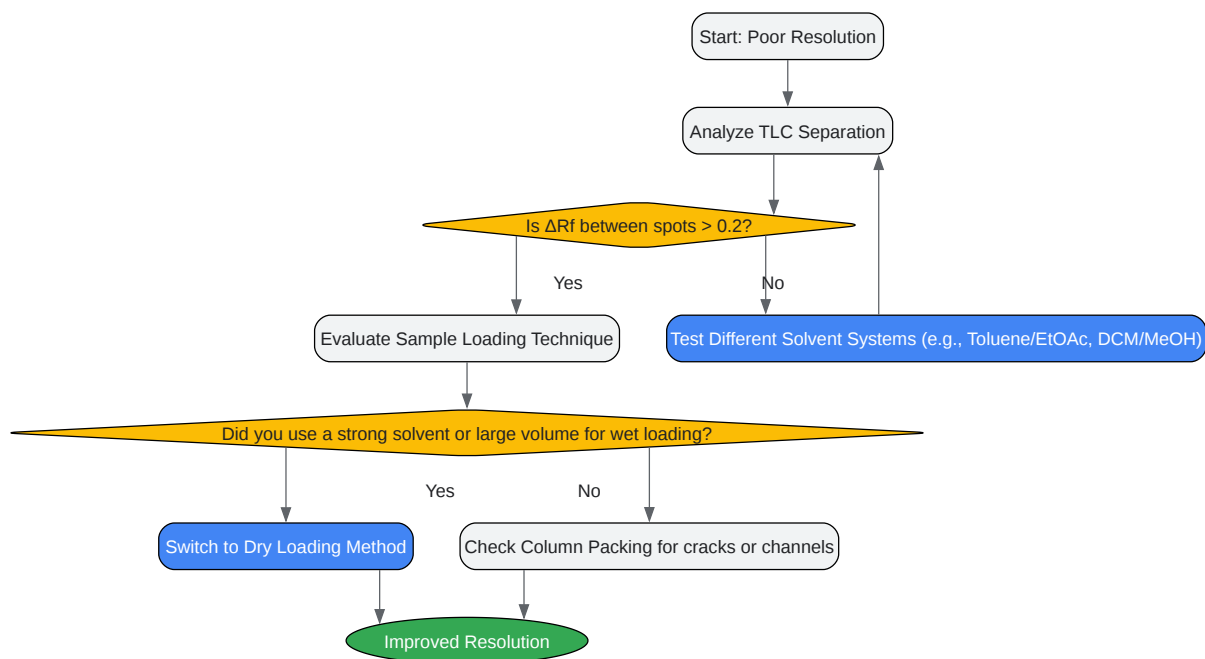 Start: Poor Resolution
Analyze TLC Separation
Is ΔRf between spots > 0.2?
Yes
No
Evaluate Sample Loading Technique
Test Different Solvent Systems (e.g., Toluene/EtOAc, DCM/MeOH)
Did you use a strong solvent or large volume for wet loading?
Yes
No
Switch to Dry Loading Method
Check Column Packing for cracks or channels
Improved Resolution